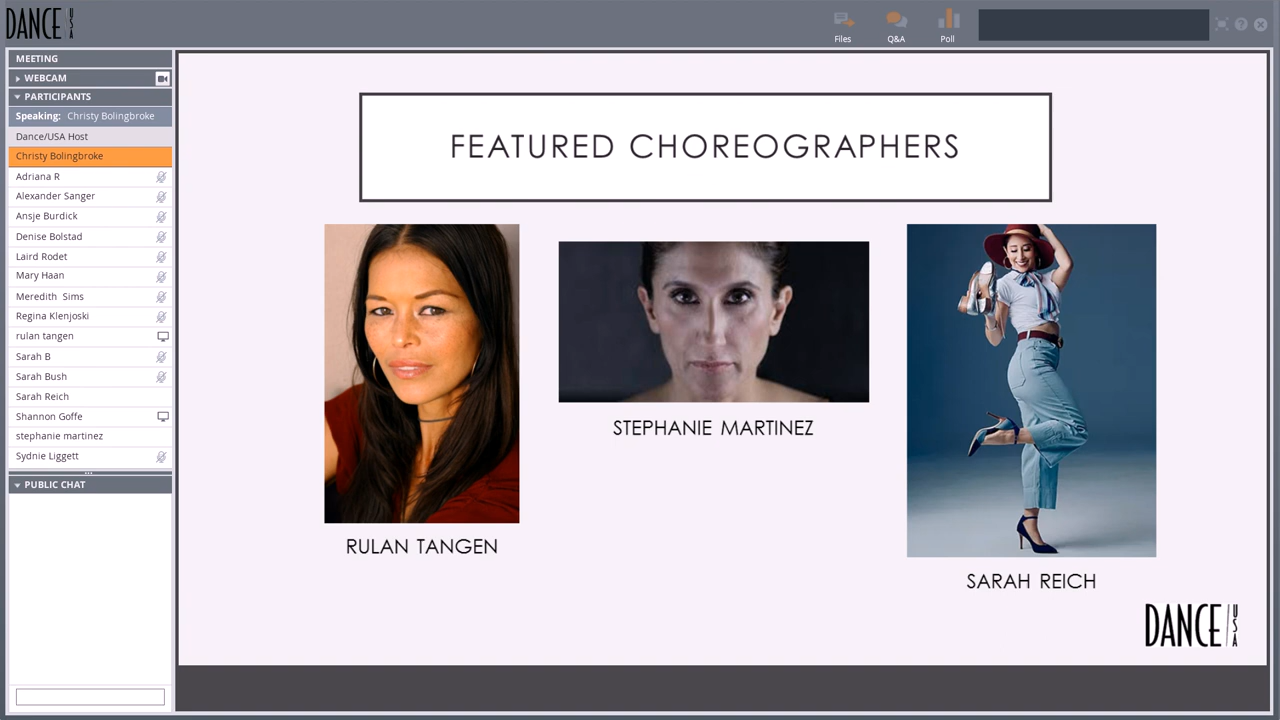 DANCE USA
Files
Q&A
Poll
MEETING
WEBCAM
PARTICIPANTS
Speaking: Christy Bolingbroke
Dance/USA Host
Christy Bolingbroke
Adriana R
Alexander Sanger
Ansje Burdick
Denise Bolstad
Laird Rodet
Mary Haan
Meredith Sims
Regina Klenjoski
rulan tangen
Sarah B
Sarah Bush
Sarah Reich
Shannon Goffe
stephanie martinez
Sydnie Liggett
PUBLIC CHAT
FEATURED CHOREOGRAPHERS
RULAN TANGEN
STEPHANIE MARTINEZ
SARAH REICH
DANCE/USA